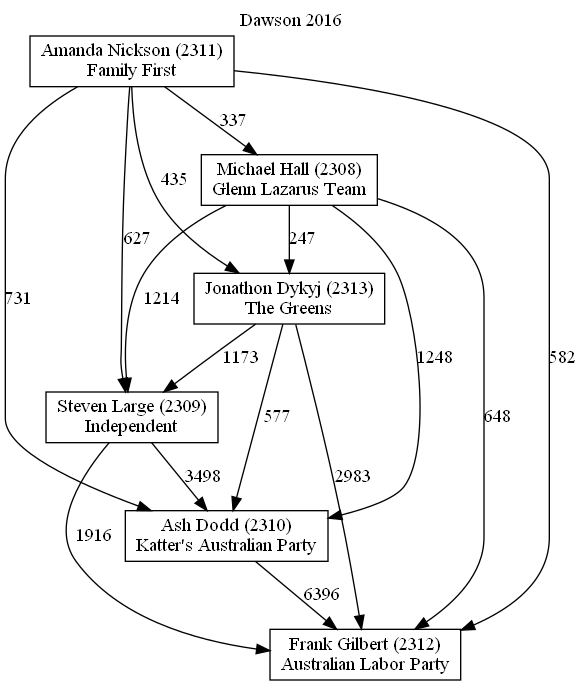 Dawson 2016
Amanda Nickson (2311)
Family First
337
Michael Hall (2308)
Glenn Lazarus Team
435
627
247
731
1214
Jonathon Dykyj (2313)
The Greens
1173
1248
582
Steven Large (2309)
Independent
577
648
3498
2983
1916
Ash Dodd (2310)
Katter's Australian Party
6396
Frank Gilbert (2312)
Australian Labor Party